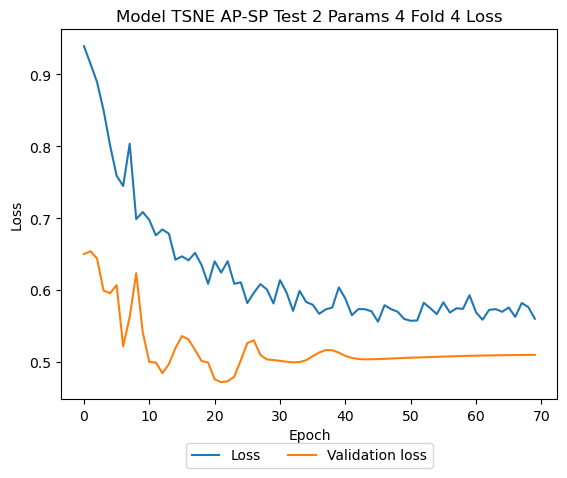 Model TSNE AP-SP Test 2 Params 4 Fold 4 Loss
Loss
0.9
0.8
0.7
0.6
0.5
0 10 20 30 40 50 60 70
Epoch
Loss Validation loss